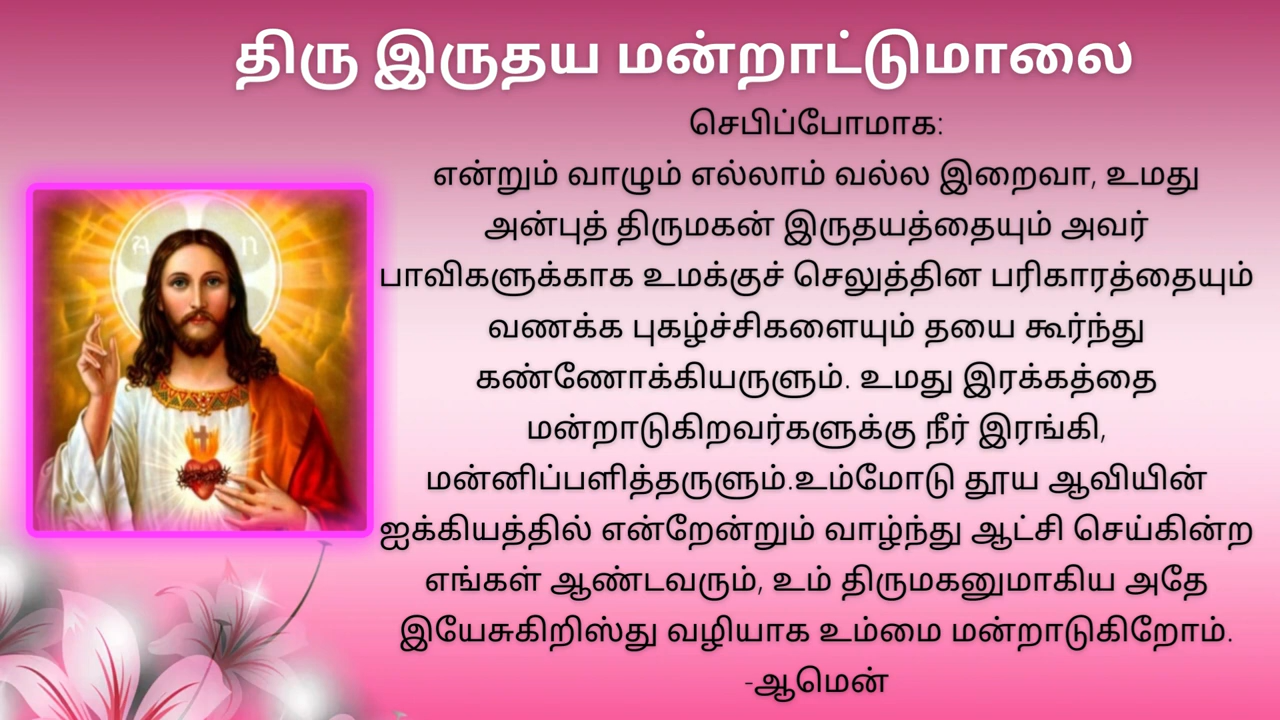 திரு இருதய மன்றாட்டுமாலை
செபிப்போமாக:
என்றும் வாழும் எல்லாம் வல்ல இறைவா, உமது
அன்புத் திருமகன் இருதயத்தையும் அவர்
பாவிகளுக்காக உமக்குச் செலுத்தின பரிகாரத்தையும்
வணக்க புகழ்ச்சிகளையும் தயை கூர்ந்து
கண்ணோக்கியருளும். உமது இரக்கத்தை
மன்றாடுகிறவர்களுக்கு நீர் இரங்கி,
மன்னிப்பளித்தருளும்.உம்மோடு தூய ஆவியின்
ஐக்கியத்தில் என்றேன்றும் வாழ்ந்து ஆட்சி செய்கின்ற
எங்கள் ஆண்டவரும், உம் திருமகனுமாகிய அதே
இயேசுகிறிஸ்து வழியாக உம்மை மன்றாடுகிறோம்.
-ஆமென்